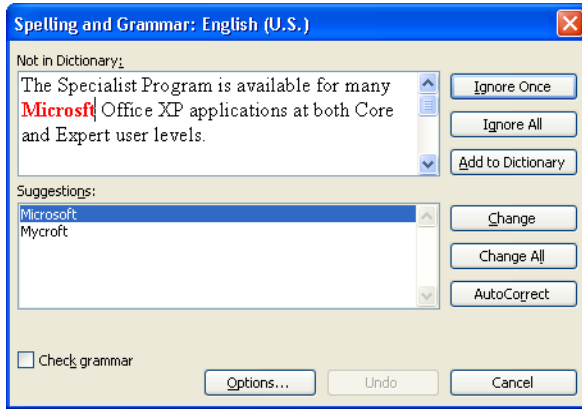 Spelling and Grammar: English (U.S.)
Not in Dictionary:
The Specialist Program is available for many
Microsft Office XP applications at both Core
and Expert user levels.
Ignore Once
Ignore All
Add to Dictionary
Suggestions:
Microsoft
Mycroft
Change
Change All
AutoCorrect
Check grammar
Options...
Undo
Cancel